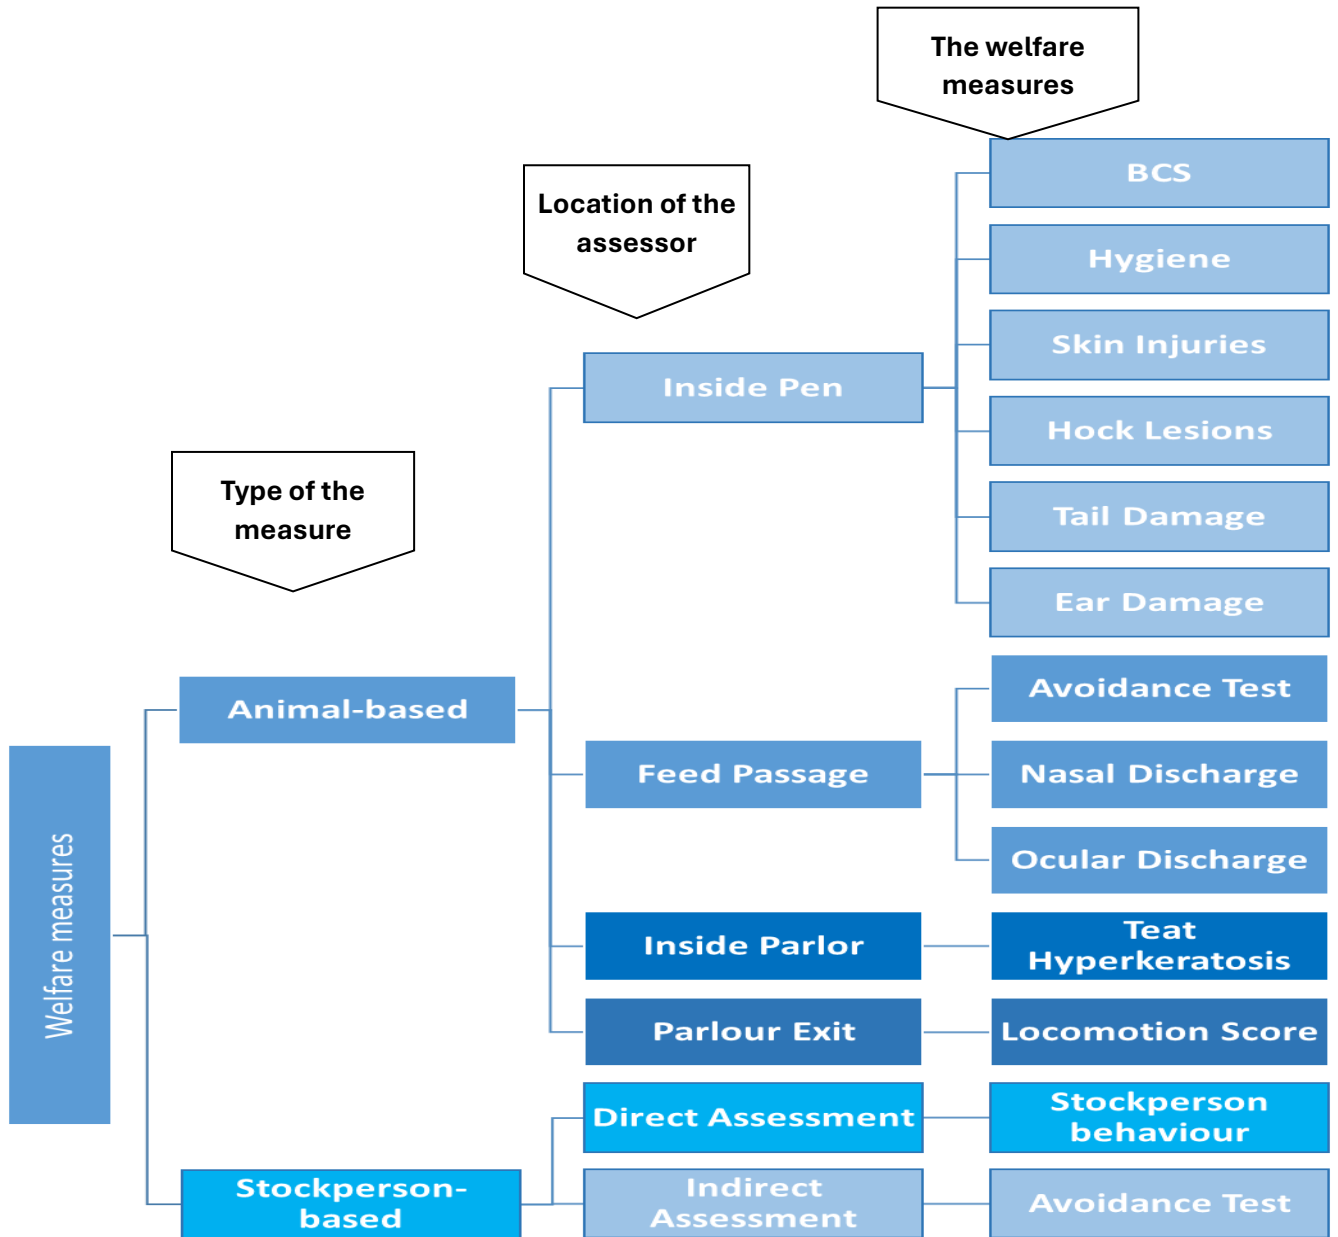 The welfare
measures
Location of the
assessor
Type of the
measure
BCS
Hygiene
Skin Injuries
Inside Pen
Hock Lesions
Tail Damage
Ear Damage
Animal-based
Avoidance Test
Feed Passage
Nasal Discharge
Ocular Discharge
Welfare measures
Inside Parlor
Teat
Hyperkeratosis
Parlour Exit
Locomotion Score
Direct Assessment
Stockperson
behaviour
Stockperson-
based
Indirect
Assessment
Avoidance Test